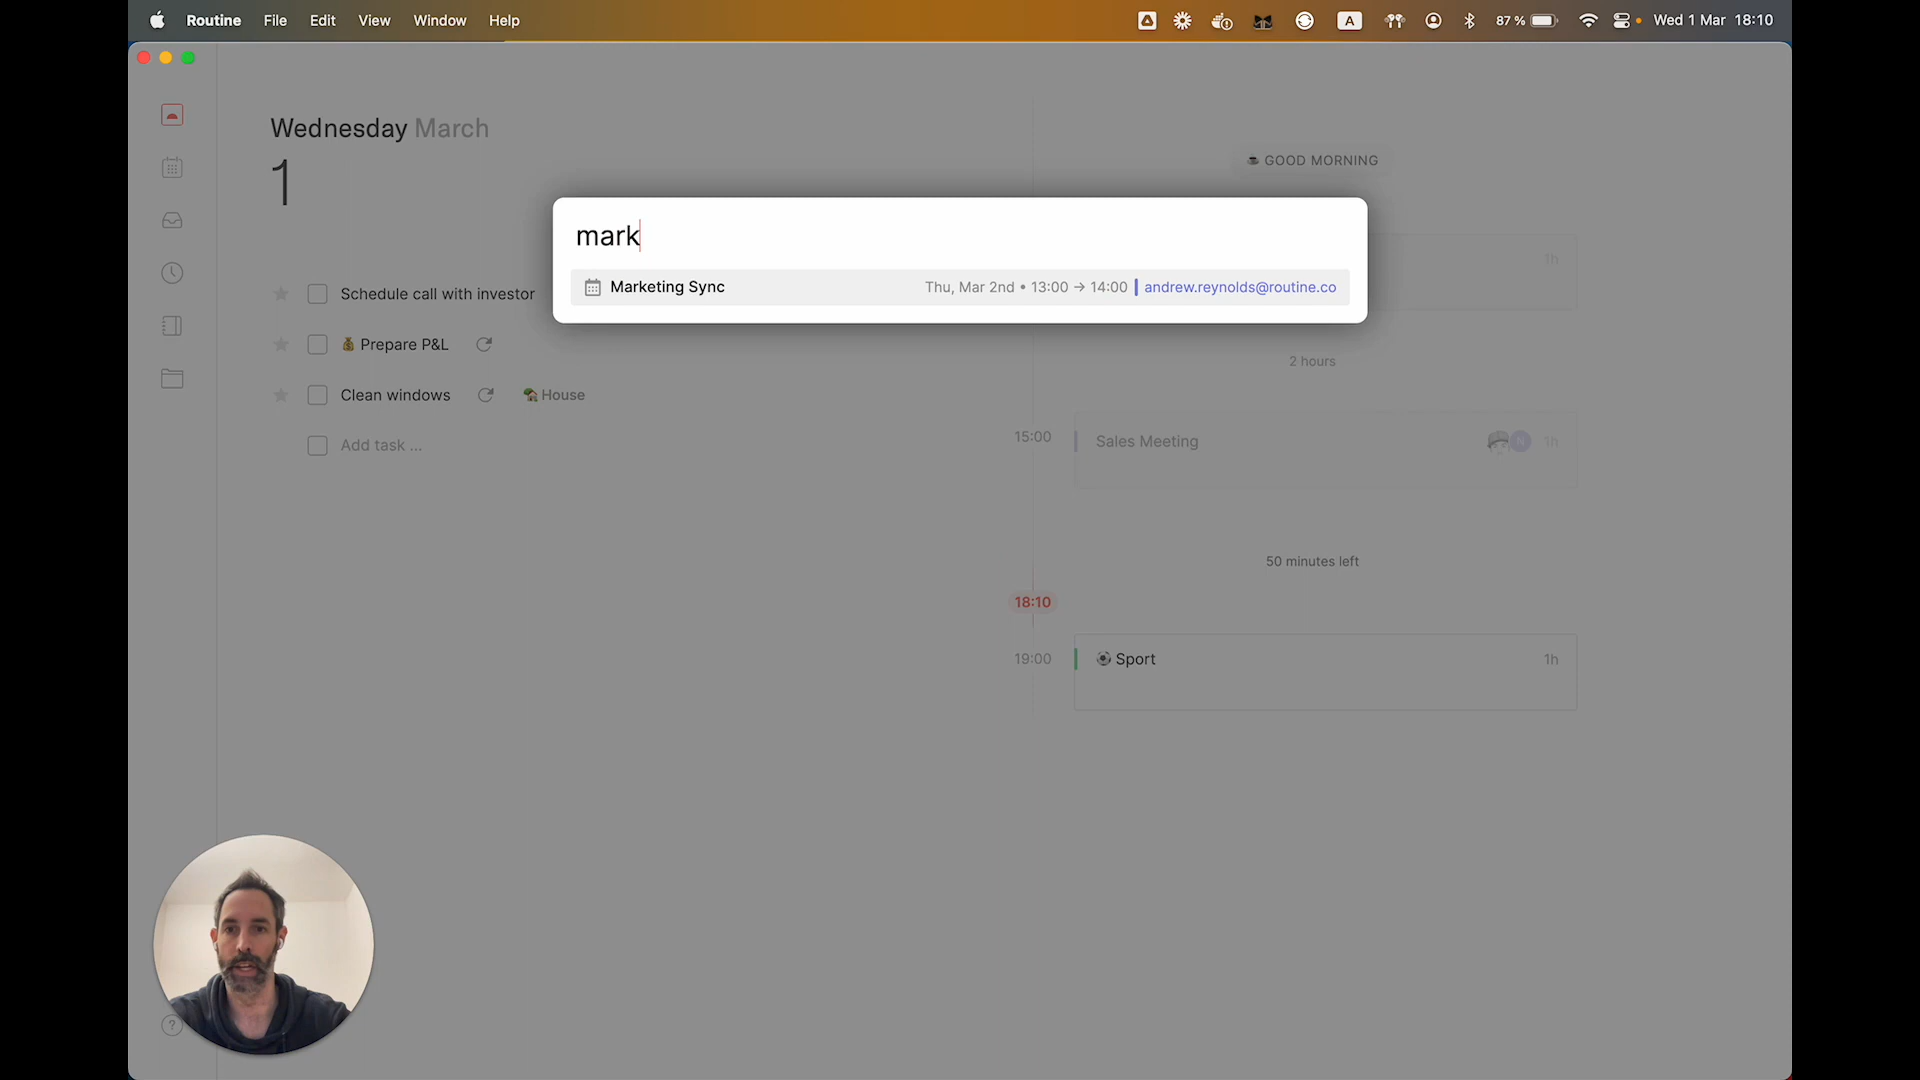 Routine File Edit View Window Help
A 87 % Wed 1 Mar 18:10
Wednesday March
1
GOOD MORNING
mark
Marketing Sync Thu, Mar 2nd • 13:00 → 14:00 andrew.reynolds@routine.co
1h
Schedule call with investor
Prepare P&L
2 hours
Clean windows House
15:00 Sales Meeting N 1h
Add task ...
50 minutes left
18:10
19:00 Sport 1h
?